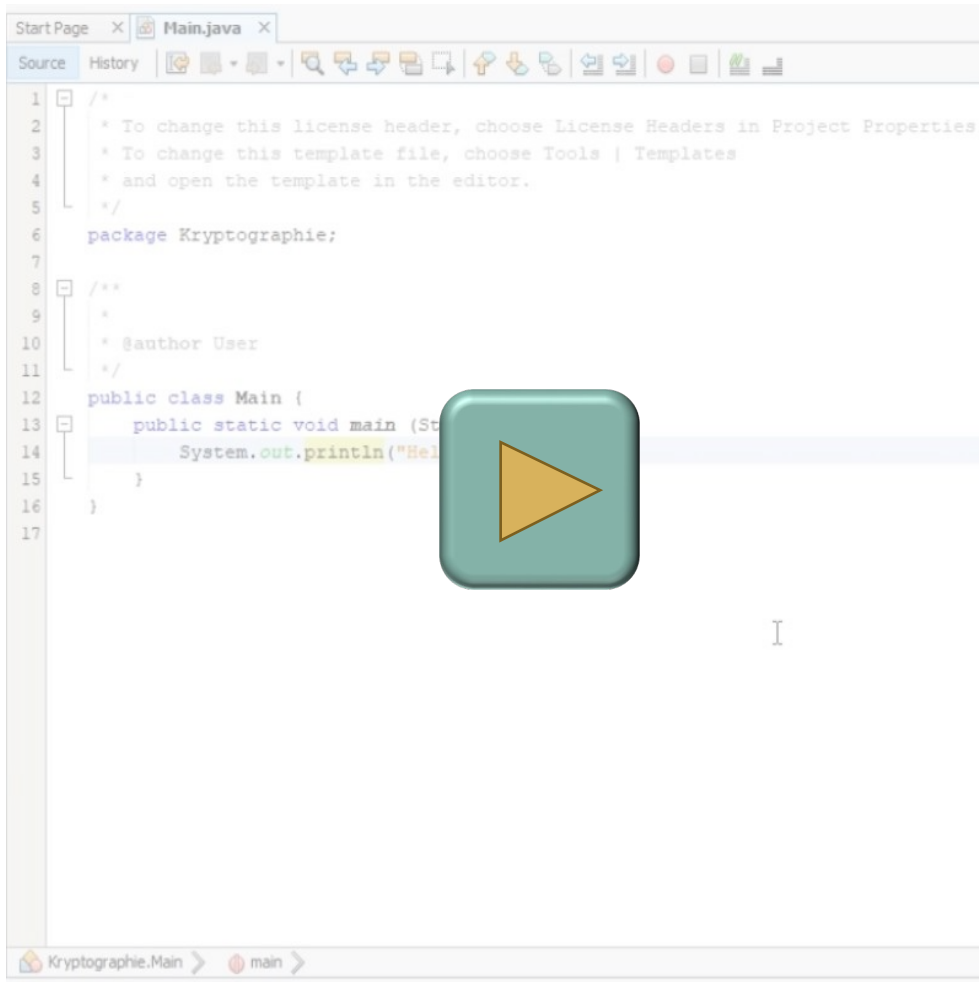 Start Page Main.java
Source History
1 /*
2 * To change this license header, choose License Headers in Project Properties
3 * To change this template file, choose Tools | Templates
4 * and open the template in the editor.
5 */
6 package Kryptographie;
7
8 /**
9 *
10 * @author User
11 */
12 public class Main {
13 public static void main (St
14 System.out.println("Hel
15 }
16 }
17
Kryptographie.Main main